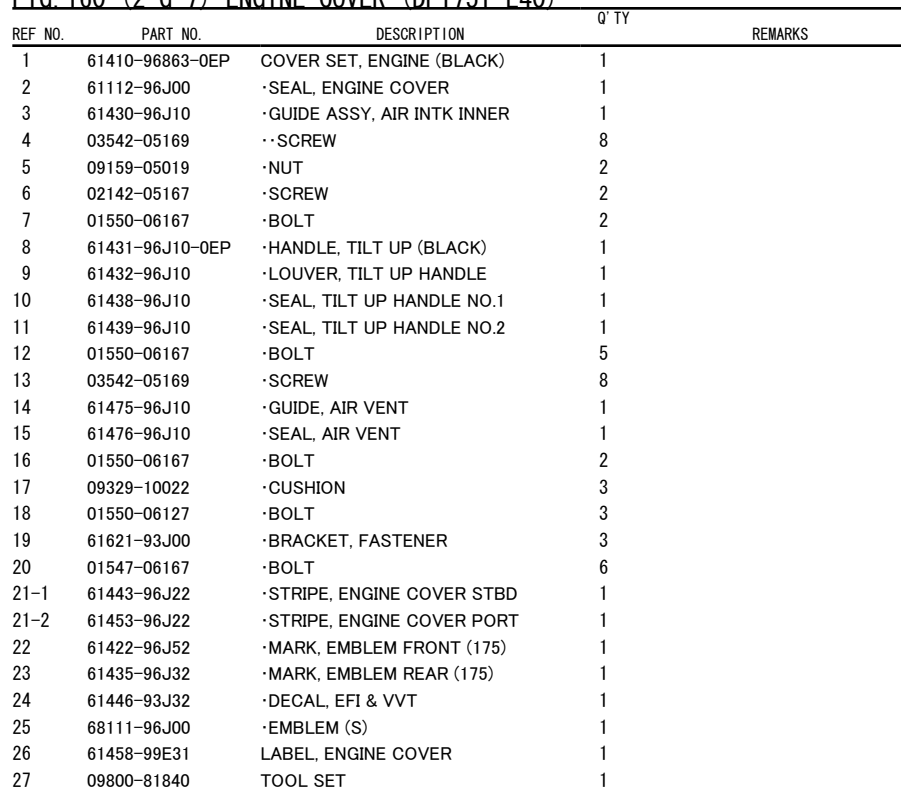 FIG.160 (2-G-7) ENGINE COVER (DF175T E40)
REF NO. PART NO. DESCRIPTION Q'TY REMARKS
1 61410-96863-0EP COVER SET, ENGINE (BLACK) 1
2 61112-96J00 ·SEAL, ENGINE COVER 1
3 61430-96J10 ·GUIDE ASSY, AIR INTK INNER 1
4 03542-05169 ··SCREW 8
5 09159-05019 ·NUT 2
6 02142-05167 ·SCREW 2
7 01550-06167 ·BOLT 2
8 61431-96J10-0EP ·HANDLE, TILT UP (BLACK) 1
9 61432-96J10 ·LOUVER, TILT UP HANDLE 1
10 61438-96J10 ·SEAL, TILT UP HANDLE NO.1 1
11 61439-96J10 ·SEAL, TILT UP HANDLE NO.2 1
12 01550-06167 ·BOLT 5
13 03542-05169 ·SCREW 8
14 61475-96J10 ·GUIDE, AIR VENT 1
15 61476-96J10 ·SEAL, AIR VENT 1
16 01550-06167 ·BOLT 2
17 09329-10022 ·CUSHION 3
18 01550-06127 ·BOLT 3
19 61621-93J00 ·BRACKET, FASTENER 3
20 01547-06167 ·BOLT 6
21-1 61443-96J22 ·STRIPE, ENGINE COVER STBD 1
21-2 61453-96J22 ·STRIPE, ENGINE COVER PORT 1
22 61422-96J52 ·MARK, EMBLEM FRONT (175) 1
23 61435-96J32 ·MARK, EMBLEM REAR (175) 1
24 61446-93J32 ·DECAL, EFI & VVT 1
25 68111-96J00 ·EMBLEM (S) 1
26 61458-99E31 LABEL, ENGINE COVER 1
27 09800-81840 TOOL SET 1